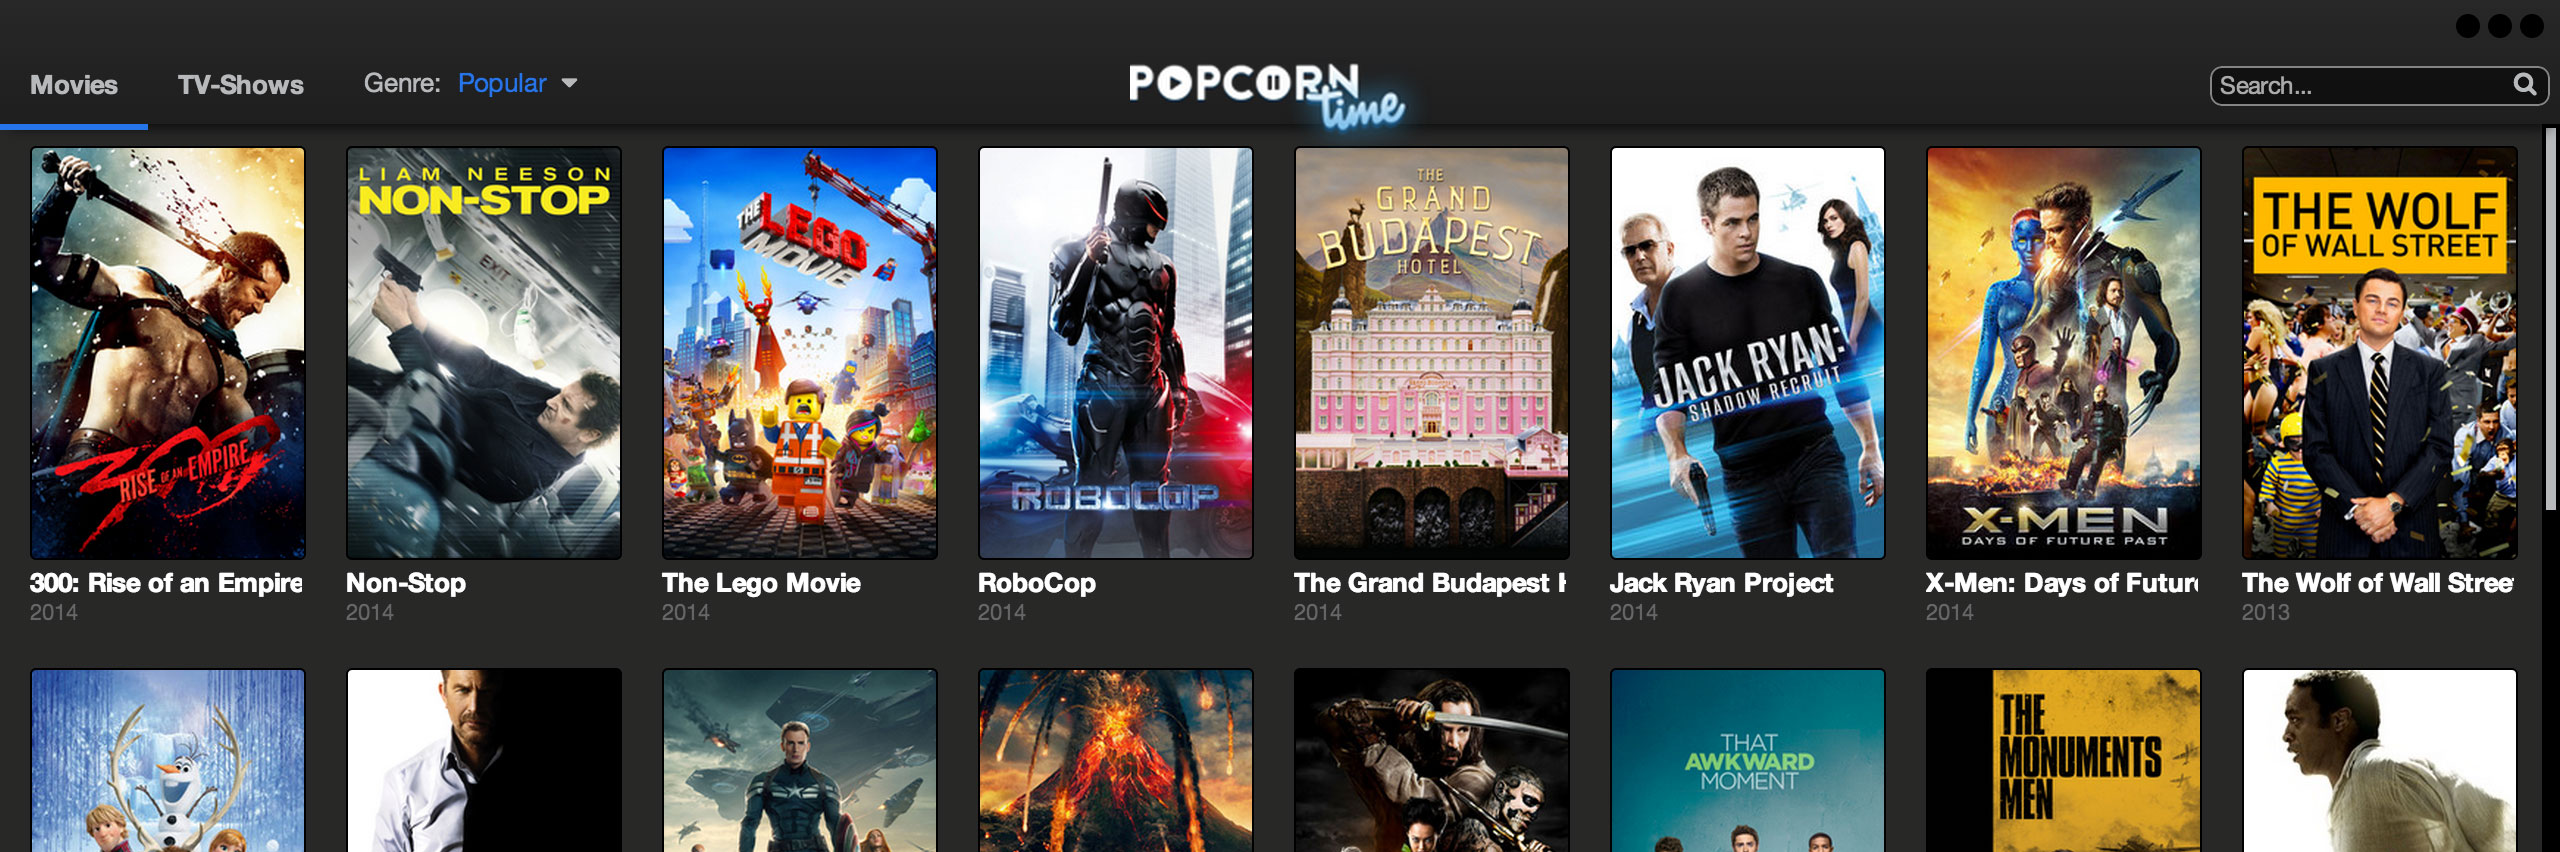 Movies
TV-Shows
Genre: Popular
POPCORN
time
Search...
LIAM NEESON
NON-STOP
EXIT
300
RISE OF AN EMPIRE
THE
LEGO
MOVIE
ROBOCOP
THE
GRAND
BUDAPEST
HOTEL
JACK RYAN:
SHADOW RECRUIT
X-MEN
DAYS OF FUTURE PAST
THE WOLF
OF WALL STREET
300: Rise of an Empire
2014
Non-Stop
2014
The Lego Movie
2014
RoboCop
2014
The Grand Budapest
2014
Jack Ryan Project
2014
X-Men: Days of Future
2014
The Wolf of Wall Stree
2013
THAT
AWKWARD
MOMENT
THE
MONUMENTS
MEN